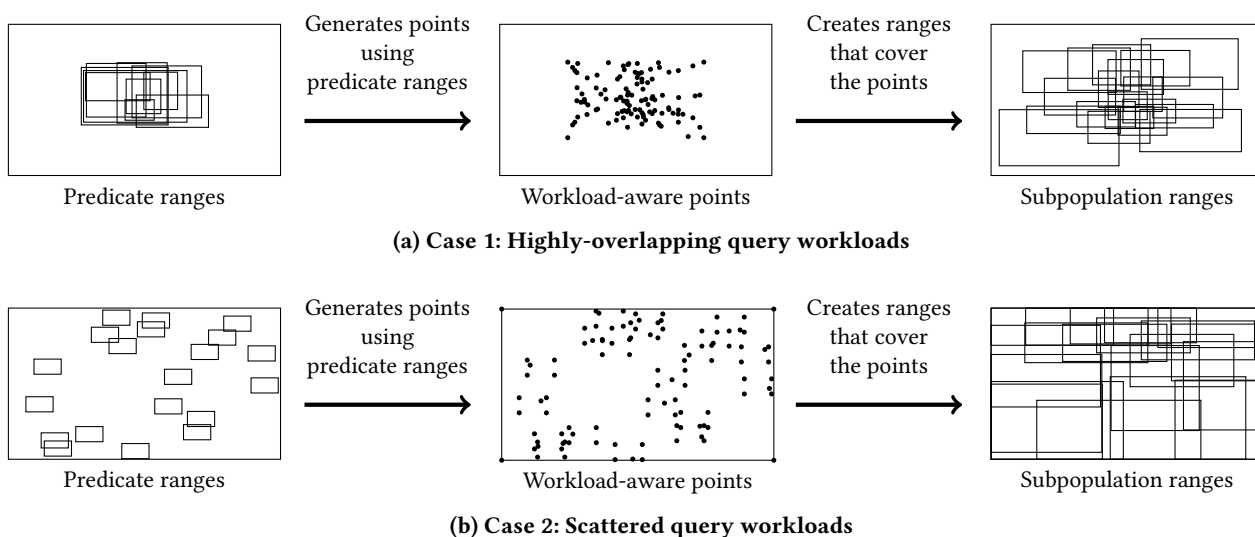 Generates points
using
predicate ranges
Creates ranges
that cover
the points
Predicate ranges
Workload-aware points
Subpopulation ranges
(a) Case 1: Highly-overlapping query workloads
Generates points
using
predicate ranges
Creates ranges
that cover
the points
Predicate ranges
Workload-aware points
Subpopulation ranges
(b) Case 2: Scattered query workloads